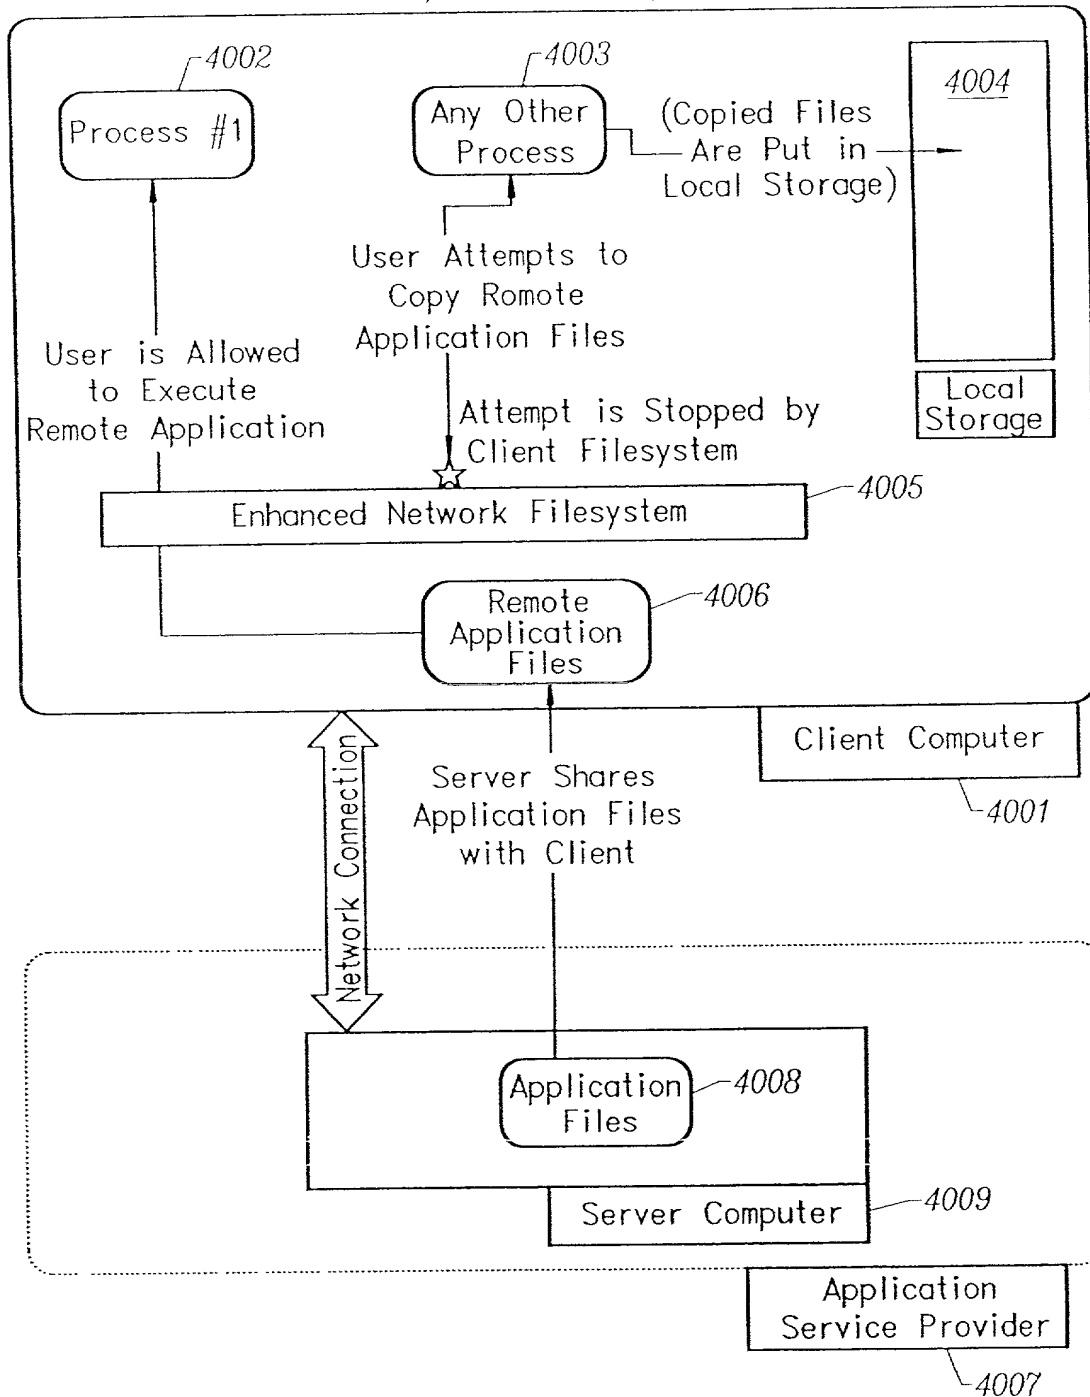 4002
Process #1
4003
Any Other
Process
(Copied Files
Are Put in
Local Storage)
4004
Local
Storage
User Attempts to
Copy Romote
Application Files
User is Allowed
to Execute
Remote Application
Attempt is Stopped by
Client Filesystem
4005
Enhanced Network Filesystem
Remote
Application
Files
4006
Client Computer
4001
Network Connection
Server Shares
Application Files
with Client
Application
Files
4008
Server Computer
4009
Application
Service Provider
4007